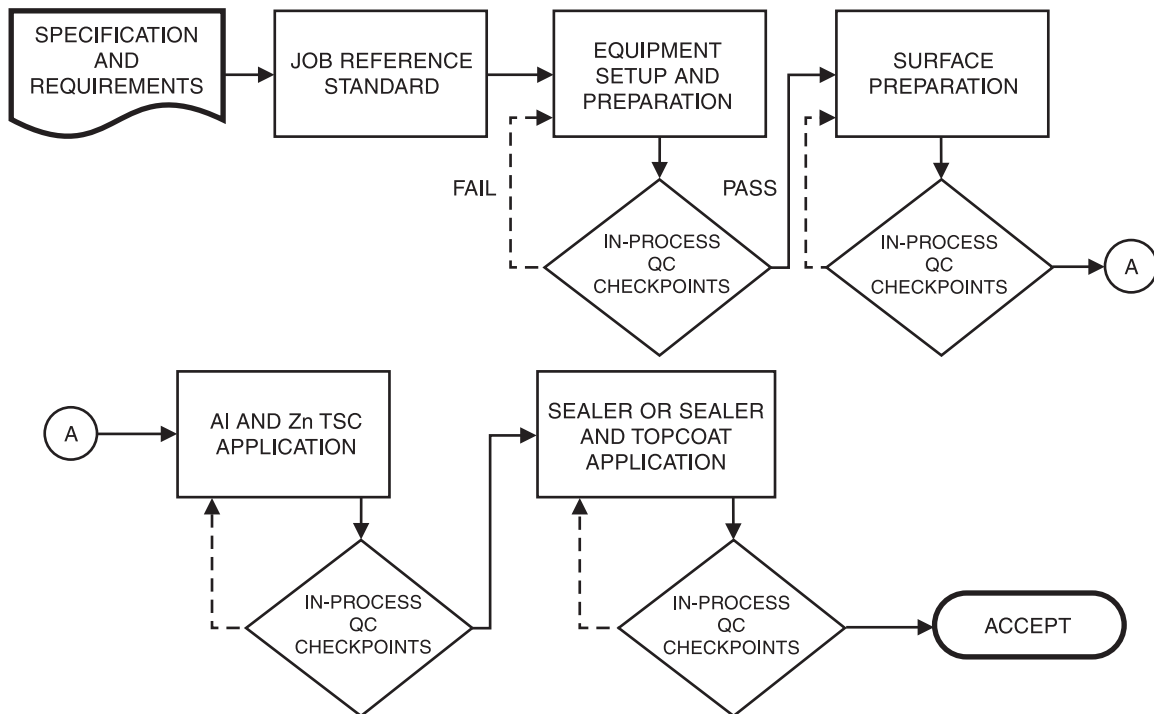 SPECIFICATION
AND
REQUIREMENTS
JOB REFERENCE
STANDARD
EQUIPMENT
SETUP AND
PREPARATION
SURFACE
PREPARATION
FAIL
PASS
IN-PROCESS
QC
CHECKPOINTS
IN-PROCESS
QC
CHECKPOINTS
A
A
Al AND Zn TSC
APPLICATION
SEALER OR SEALER
AND TOPCOAT
APPLICATION
IN-PROCESS
QC
CHECKPOINTS
IN-PROCESS
QC
CHECKPOINTS
ACCEPT